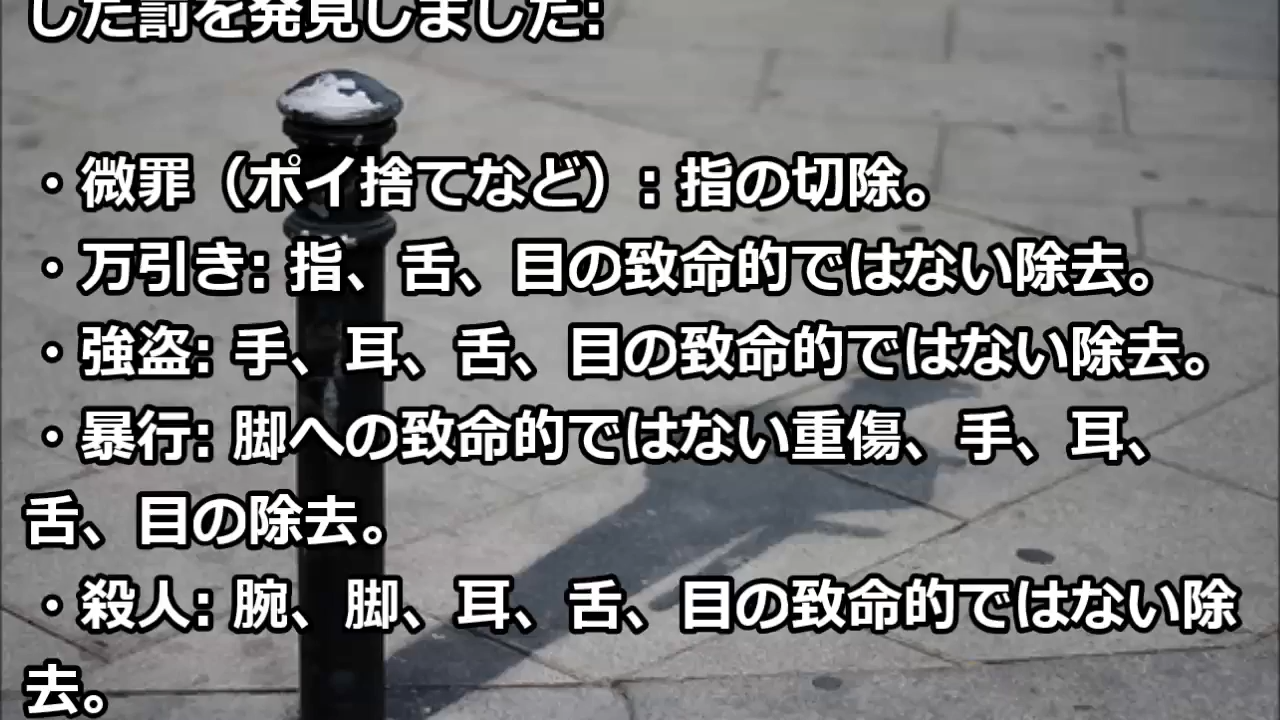 した罰を発見しました:
・微罪（ポイ捨てなど）: 指の切除。
・万引き: 指、舌、目の致命的ではない除去。
・強盗: 手、耳、舌、目の致命的ではない除去。
・暴行: 脚への致命的ではない重傷、手、耳、
舌、目の除去。
・殺人: 腕、脚、耳、舌、目の致命的ではない除
去。